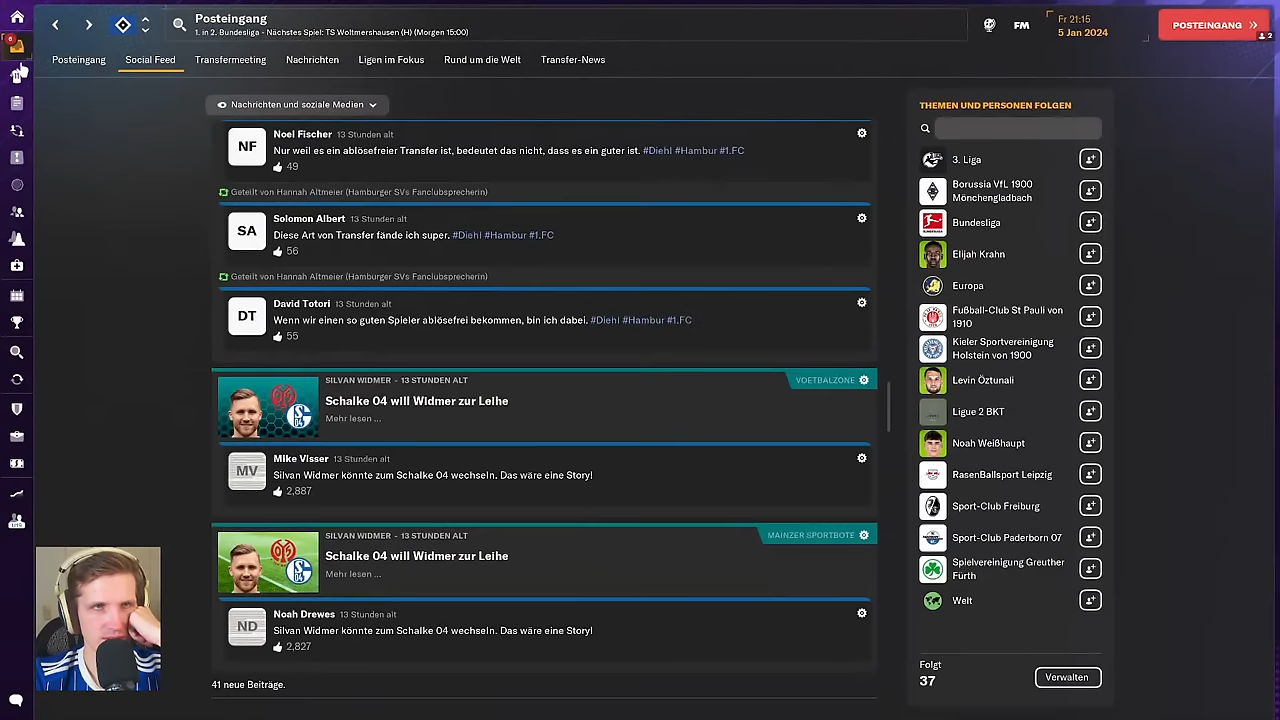 Posteingang
1. in 2. Bundesliga - Nächstes Spiel: TS Woltmershausen (H) (Morgen 15:00)
FM
Fr 21:15
5 Jan 2024
POSTEINGANG
2
6
Posteingang
Social Feed
Transfermeeting
Nachrichten
Ligen im Fokus
Rund um die Welt
Transfer-News
Nachrichten und soziale Medien
NF
Noel Fischer 13 Stunden alt
Nur weil es ein ablösefreier Transfer ist, bedeutet das nicht, dass es ein guter ist. #Diehl #Hambur #1.FC
49
Geteilt von Hannah Altmeier (Hamburger SVs Fanclubsprecherin)
SA
Solomon Albert 13 Stunden alt
Diese Art von Transfer fände ich super. #Diehl #Hambur #1.FC
56
Geteilt von Hannah Altmeier (Hamburger SVs Fanclubsprecherin)
DT
David Totori 13 Stunden alt
Wenn wir einen so guten Spieler ablösefrei bekommen, bin ich dabei. #Diehl #Hambur #1.FC
55
SILVAN WIDMER - 13 STUNDEN ALT
VOETBALZONE
Schalke 04 will Widmer zur Leihe
Mehr lesen ...
MV
Mike Visser 13 Stunden alt
Silvan Widmer könnte zum Schalke 04 wechseln. Das wäre eine Story!
2,887
SILVAN WIDMER - 13 STUNDEN ALT
MAINZER SPORTBOTE
Schalke 04 will Widmer zur Leihe
Mehr lesen ...
ND
Noah Drewes 13 Stunden alt
Silvan Widmer könnte zum Schalke 04 wechseln. Das wäre eine Story!
2,827
41 neue Beiträge.
THEMEN UND PERSONEN FOLGEN
3. Liga
Borussia VfL 1900
Mönchengladbach
Bundesliga
Elijah Krahn
Europa
Fußball-Club St Pauli von
1910
Kieler Sportvereinigung
Holstein von 1900
Levin Öztunali
Ligue 2 BKT
Noah Weißhaupt
RasenBallsport Leipzig
Sport-Club Freiburg
Sport-Club Paderborn 07
Spielvereinigung Greuther
Fürth
Welt
Folgt
37
Verwalten